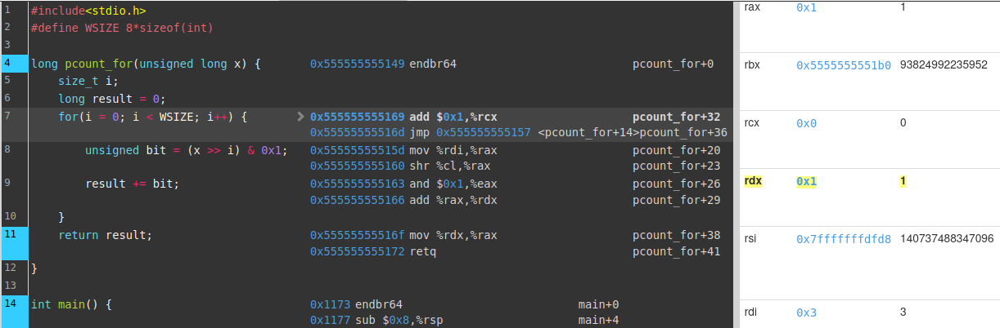 1 #include<stdio.h> rax 0x1 1
2 #define WSIZE 8*sizeof(int)
3
4 long pcount_for(unsigned long x) { 0x555555555149 endbr64 pcount_for+0 rbx 0x5555555551b0 93824992235952
5 size_t i;
6 long result = 0;
7 for(i = 0; i < WSIZE; i++) { 0x555555555169 add $0x1,%rcx pcount_for+32 rcx 0x0 0
0x55555555516d jmp 0x555555555157 <pcount_for+14>pcount_for+36
8 unsigned bit = (x >> i) & 0x1; 0x55555555515d mov %rdi,%rax pcount_for+20
0x555555555160 shr %cl,%rax pcount_for+23
9 result += bit; 0x555555555163 and $0x1,%eax pcount_for+26 rdx 0x1 1
0x555555555166 add %rax,%rdx pcount_for+29
10 }
11 return result; 0x55555555516f mov %rdx,%rax pcount_for+38 rsi 0x7fffffffdfd8 140737488347096
0x555555555172 retq pcount_for+41
12 }
13
14 int main() { 0x1173 endbr64 main+0 rdi 0x3 3
0x1177 sub $0x8,%rsp main+4